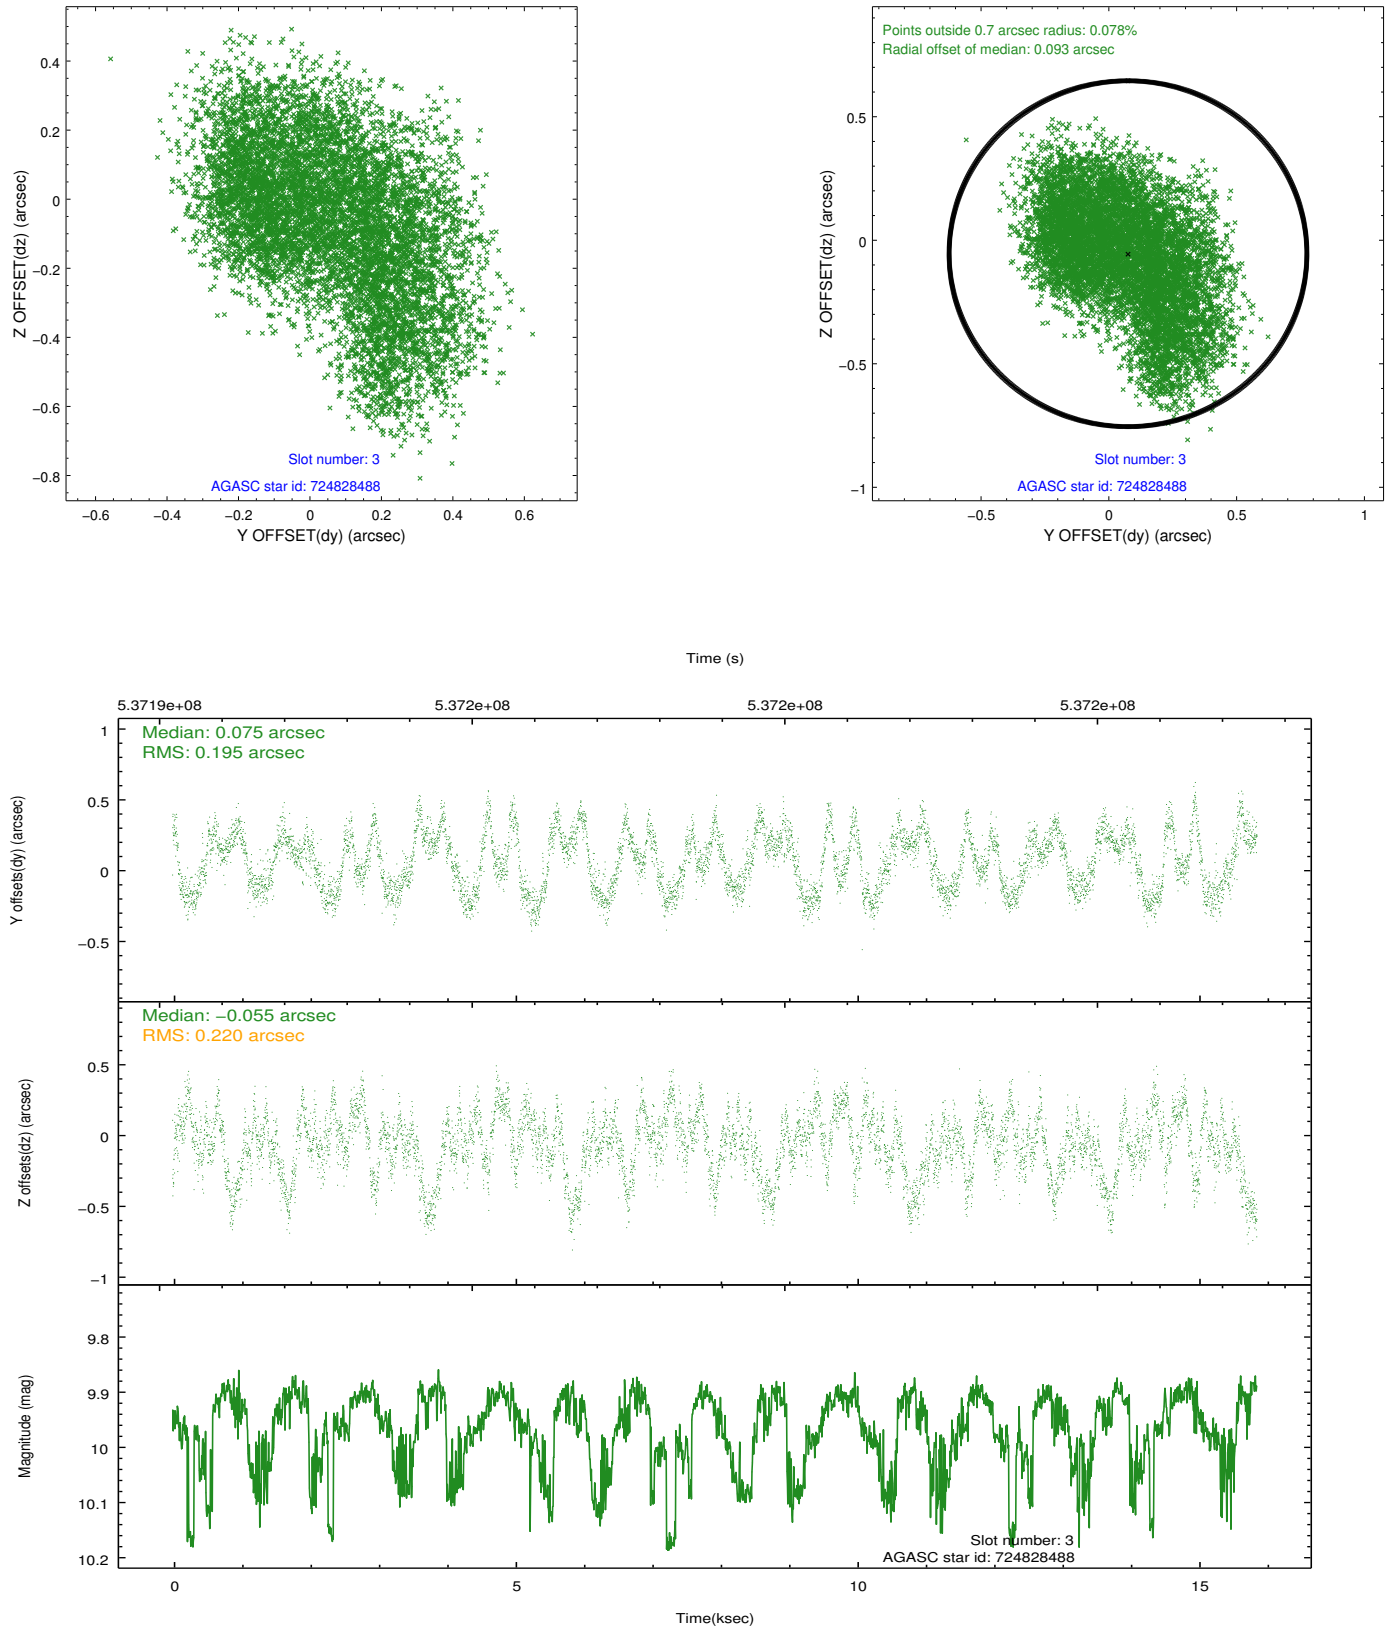 0.4
0.2
0
−0.2
−0.4
−0.6
−0.8
Z OFFSET(dz) (arcsec)
Slot number: 3
AGASC star id: 724828488
−0.6 −0.4 −0.2 0 0.2 0.4 0.6
Y OFFSET(dy) (arcsec)
Points outside 0.7 arcsec radius: 0.078%
Radial offset of median: 0.093 arcsec
0.5
0
−0.5
−1
Z OFFSET(dz) (arcsec)
Slot number: 3
AGASC star id: 724828488
−0.5 0 0.5 1
Y OFFSET(dy) (arcsec)
Time (s)
5.3719e+08 5.372e+08 5.372e+08 5.372e+08
Median: 0.075 arcsec
RMS: 0.195 arcsec
1
0.5
0
−0.5
Y offsets(dy) (arcsec)
Median: −0.055 arcsec
RMS: 0.220 arcsec
0.5
0
−0.5
−1
Z offsets(dz) (arcsec)
9.8
9.9
10
10.1
10.2
Magnitude (mag)
Slot number: 3
AGASC star id: 724828488
0 5 10 15
Time(ksec)